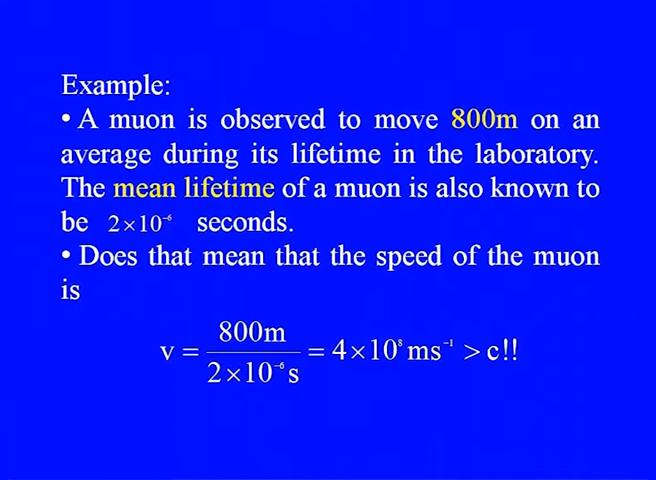 Example:
• A muon is observed to move 800m on an
average during its lifetime in the laboratory.
The mean lifetime of a muon is also known to
be 2×10⁻⁶ seconds.
• Does that mean that the speed of the muon
is
v = 800m / 2×10⁻⁶s = 4×10⁸ ms⁻¹ > c!!